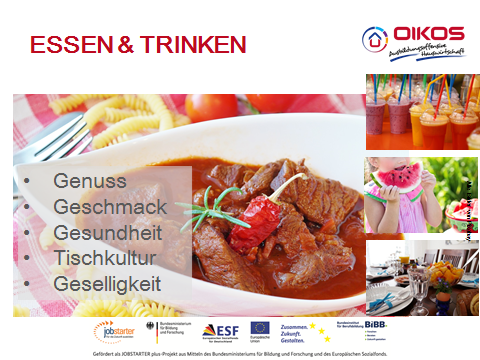 ESSEN & TRINKEN
OIKOS
Ausbildungsoffensive
Hauswirtschaft
• Genuss
• Geschmack
• Gesundheit
• Tischkultur
• Geselligkeit
jobstarter
Bundesministerium
für Bildung
und Forschung
ESF
Europäischer Sozialfonds
für Deutschland
Europäische
Union
Zusammen.
Zukunft.
Gestalten.
Bundesinstitut
für Berufsbildung
BiBB
Gefördert als JOBSTARTER plus-Projekt aus Mitteln des Bundesministeriums für Bildung und Forschung und des Europäischen Sozialfonds.